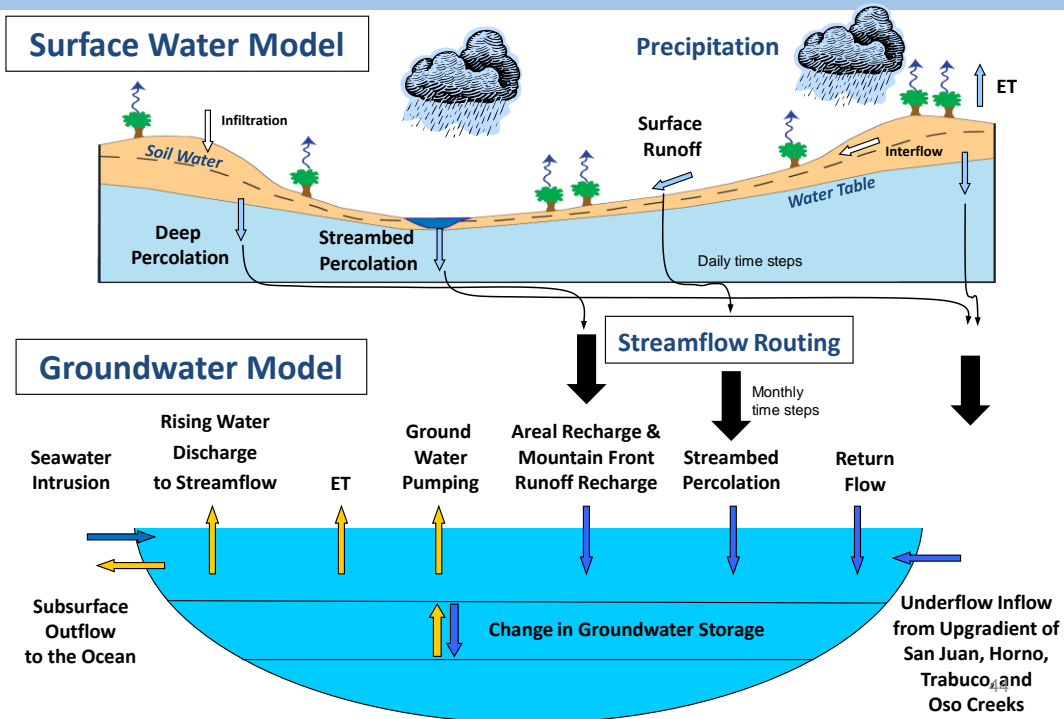 Surface Water Model
Precipitation
ET
Infiltration
Surface
Runoff
Soil Water
Interflow
Water Table
Deep
Percolation
Streambed
Percolation
Daily time steps
Streamflow Routing
Groundwater Model
Monthly
time steps
Seawater
Intrusion
Rising Water
Discharge
to Streamflow
ET
Ground
Water
Pumping
Areal Recharge &
Mountain Front
Runoff Recharge
Streambed
Percolation
Return
Flow
Subsurface
Outflow
to the Ocean
Change in Groundwater Storage
Underflow Inflow
from Upgradient of
San Juan, Horno,
Trabuco, and
Oso Creeks
44